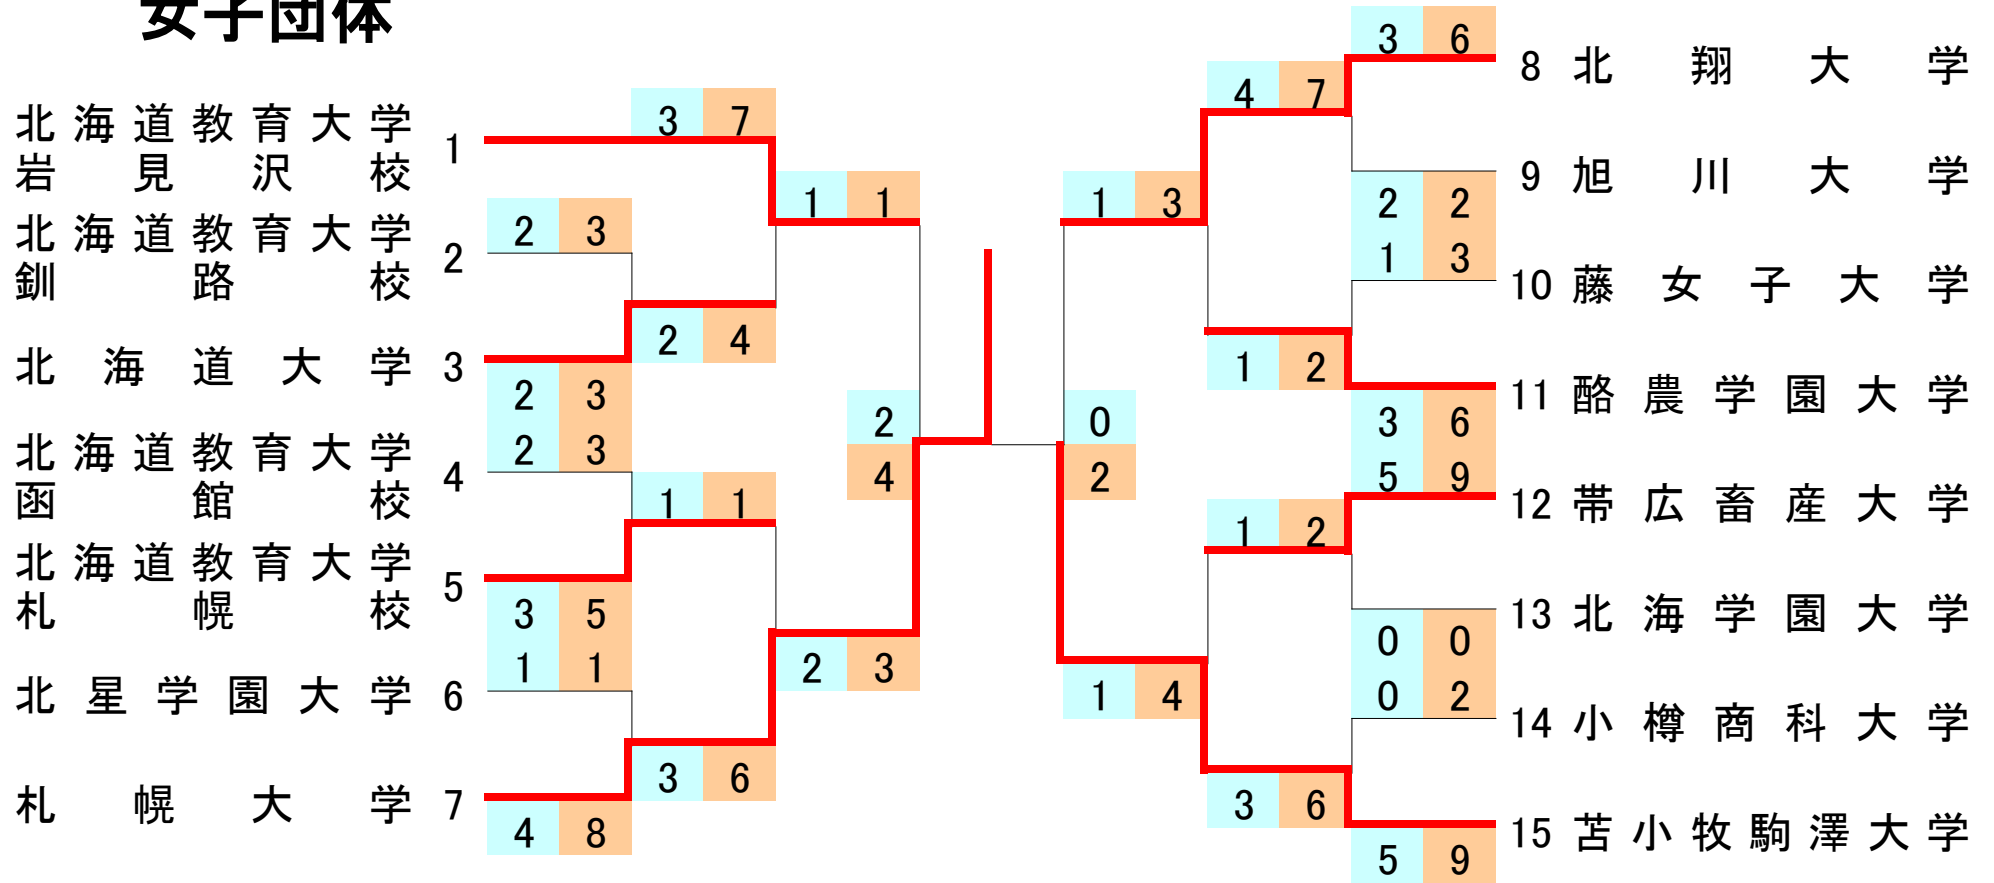 女子団体
3 6
8 北翔大学
4 7
北海道教育大学
岩見沢校
1
3 7
9 旭川大学
1 1
1 3
2 2
北海道教育大学
釧路校
2
2 3
1 3
10 藤女子大学
北海道大学 3
2 4
1 2
11 酪農学園大学
2 3
2
0
3 6
北海道教育大学
函館校
4
2 3
4
2
5 9
12 帯広畜産大学
1 1
1 2
北海道教育大学
札幌校
5
3 5
13 北海学園大学
1 1
2 3
0 0
北星学園大学 6
1 4
0 2
14 小樽商科大学
3 6
札幌大学 7
3 6
4 8
15 苫小牧駒澤大学
5 9